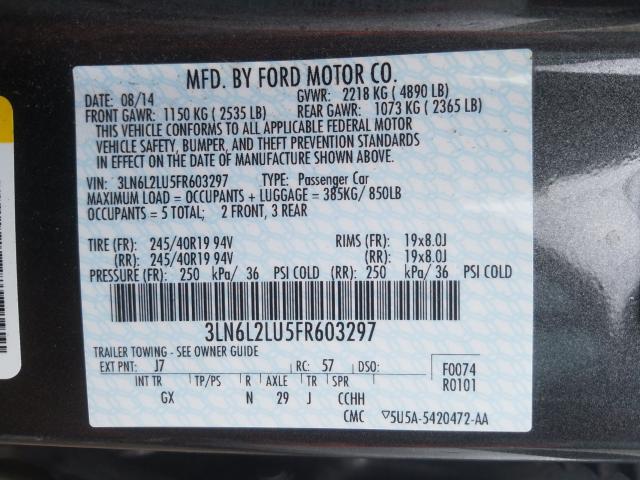 MFD. BY FORD MOTOR CO.
DATE: 08/14 GVWR: 2218 KG ( 4890 LB)
FRONT GAWR: 1150 KG ( 2535 LB) REAR GAWR: 1073 KG ( 2365 LB)
THIS VEHICLE CONFORMS TO ALL APPLICABLE FEDERAL MOTOR
VEHICLE SAFETY, BUMPER, AND THEFT PREVENTION STANDARDS
IN EFFECT ON THE DATE OF MANUFACTURE SHOWN ABOVE.
VIN: 3LN6L2LU5FR603297 TYPE: Passenger Car
MAXIMUM LOAD = OCCUPANTS + LUGGAGE = 385KG/ 850LB
OCCUPANTS = 5 TOTAL; 2 FRONT, 3 REAR
TIRE (FR): 245/40R19 94V RIMS (FR): 19x8.0J
(RR): 245/40R19 94V (RR): 19x8.0J
PRESSURE (FR): 250 kPa/ 36 PSI COLD (RR): 250 kPa/ 36 PSI COLD
3LN6L2LU5FR603297
TRAILER TOWING - SEE OWNER GUIDE
EXT PNT: J7 RC: 57 DSO: F0074
R0101
INT TR TP/PS R AXLE TR SPR
GX N 29 J CCHH
CMC ▽5U5A-5420472-AA